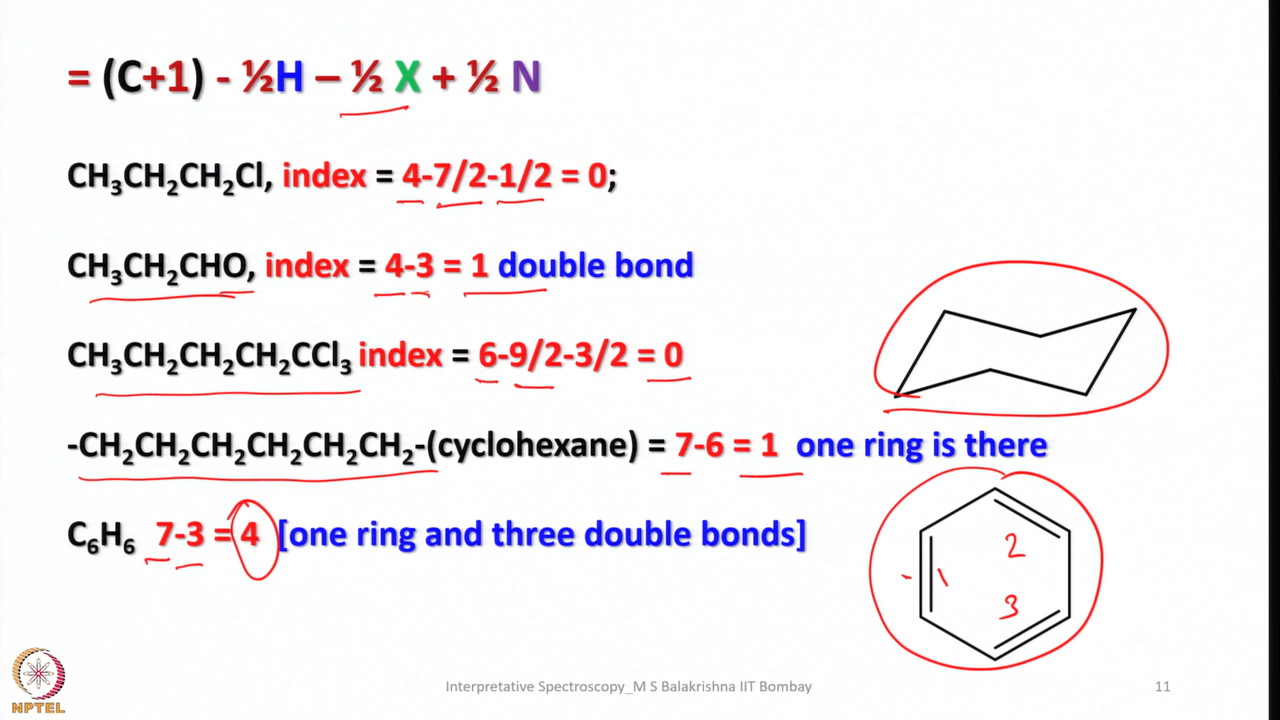 = (C+1) - ½H – ½ X + ½ N
CH₃CH₂CH₂Cl, index = 4-7/2-1/2 = 0;
CH₃CH₂CHO, index = 4-3 = 1 double bond
CH₃CH₂CH₂CH₂CCl₃ index = 6-9/2-3/2 = 0
-CH₂CH₂CH₂CH₂CH₂CH₂-(cyclohexane) = 7-6 = 1 one ring is there
C₆H₆ 7-3 = 4 [one ring and three double bonds]
2
1
3
NPTEL
Interpretative Spectroscopy_M S Balakrishna IIT Bombay
11